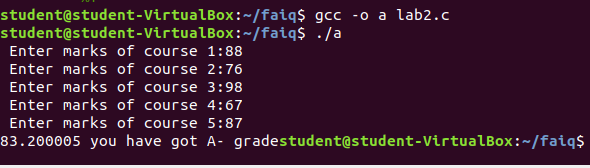 student@student-VirtualBox:~/faiq$ gcc -o a lab2.c
student@student-VirtualBox:~/faiq$ ./a
Enter marks of course 1:88
Enter marks of course 2:76
Enter marks of course 3:98
Enter marks of course 4:67
Enter marks of course 5:87
83.200005 you have got A- gradestudent@student-VirtualBox:~/faiq$